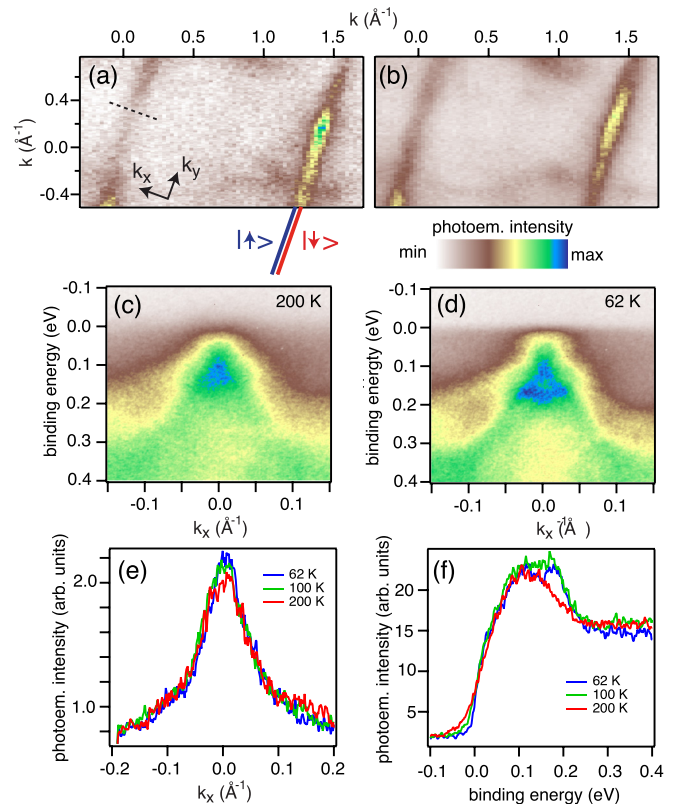 k (Å-1)
0.0 0.5 1.0 1.5 0.0 0.5 1.0 1.5
(a) (b)
k (Å-1)
0.4
0.0
-0.4
kx ky
|↑> |↓>
photoem. intensity
min max
(c) 200 K
binding energy (eV)
-0.1
0.0
0.1
0.2
0.3
0.4
-0.1 0.0 0.1
kx (Å-1)
(d) 62 K
binding energty (eV)
-0.1
0.0
0.1
0.2
0.3
0.4
-0.1 0.0 0.1
kx -1(Å )
(e)
photoem. intensity (arb. units)
2.0
1.0
62 K
100 K
200 K
-0.2 -0.1 0.0 0.1 0.2
kx (Å-1)
(f)
photoem. intensity (arb. units)
25
15
5
62 K
100 K
200 K
-0.1 0.0 0.1 0.2 0.3 0.4
binding energy (eV)